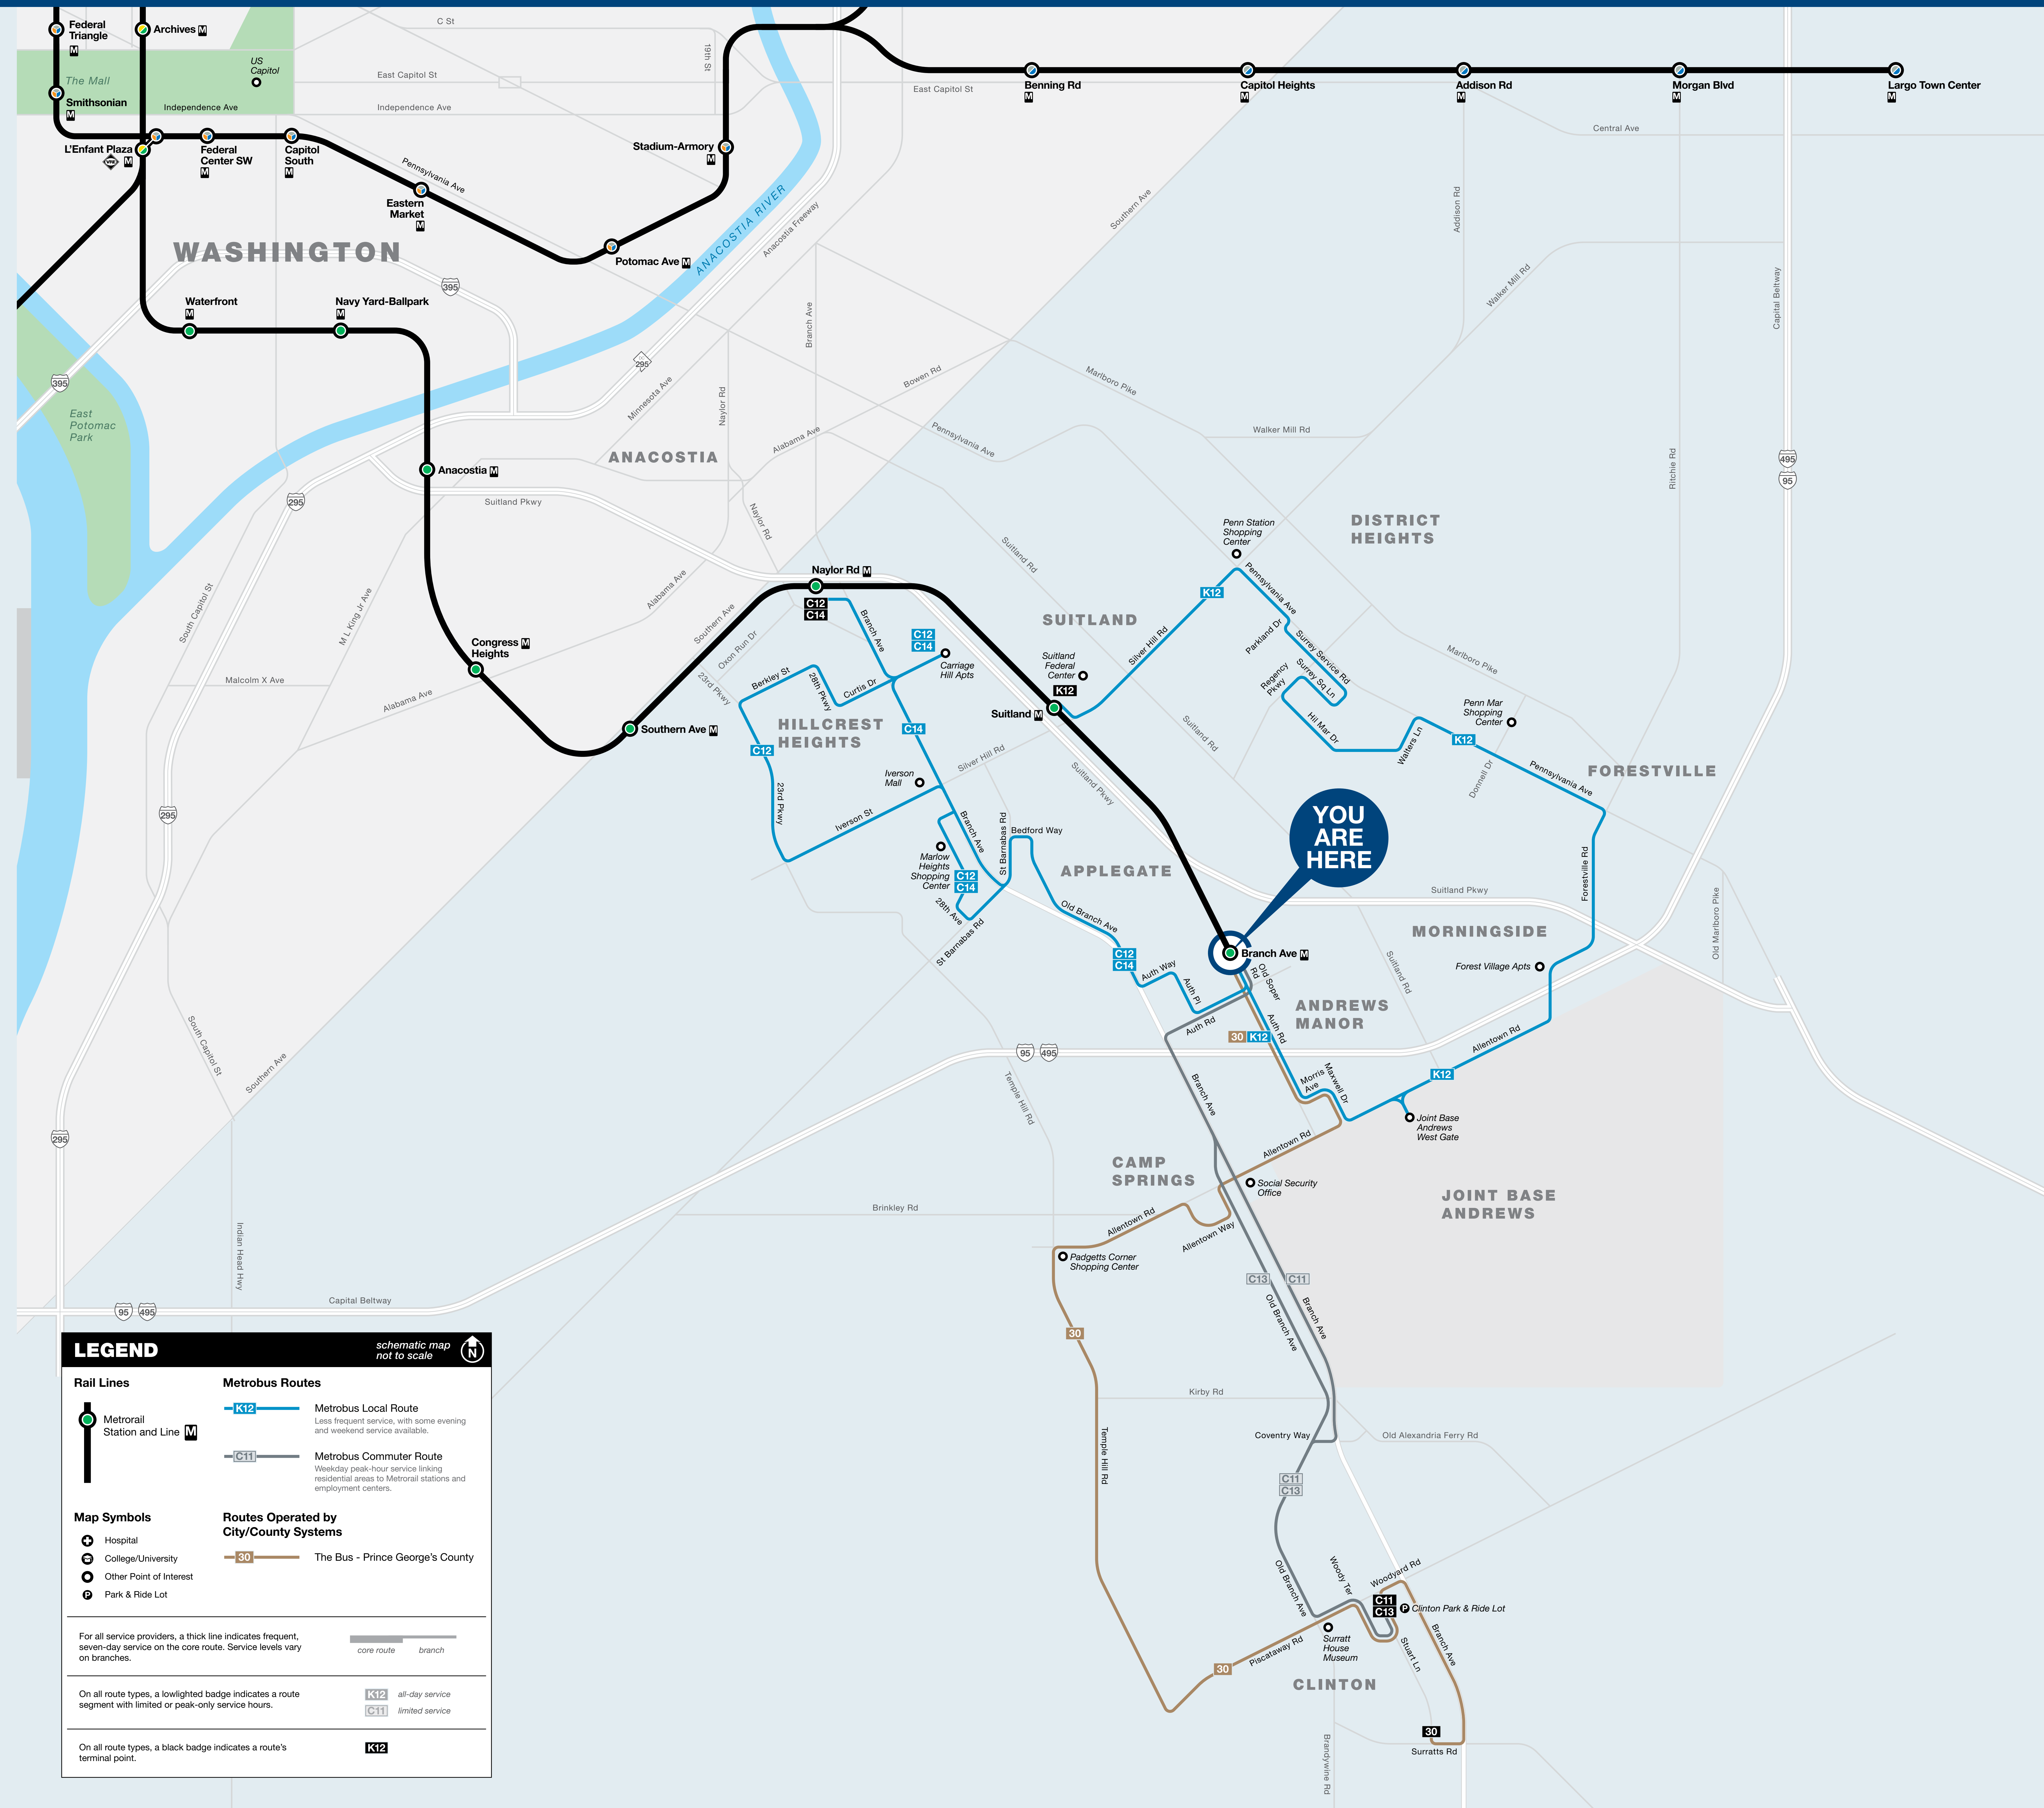 Federal
Triangle
M
Archives M
C St
19th St
US
Capitol
The Mall
East Capitol St
East Capitol St
Smithsonian
M
Independence Ave
Independence Ave
Benning Rd
M
Capitol Heights
M
Addison Rd
M
Morgan Blvd
M
Largo Town Center
M
Central Ave
L'Enfant Plaza
VRE M
Federal
Center SW
M
Capitol
South
M
Pennsylvania Ave
Stadium-Armory
M
Eastern
Market
M
Potomac Ave M
ANACOSTIA RIVER
Anacostia Freeway
Southern Ave
Addison Rd
WASHINGTON
395
Waterfront
M
Navy Yard-Ballpark
M
Branch Ave
Walker Mill Rd
Capital Beltway
DC
295
395
Minnesota Ave
Naylor Rd
Bowen Rd
Marlboro Pike
East
Potomac
Park
Alabama Ave
Pennsylvania Ave
Walker Mill Rd
Ritchie Rd
495
95
ANACOSTIA
Anacostia M
Suitland Pkwy
295
Naylor Rd
Suitland Rd
Penn Station
Shopping
Center
DISTRICT
HEIGHTS
South Capitol St
M L King Jr Ave
Alabama Ave
Southern Ave
Oxon Run Dr
Naylor Rd M
C12
C14
Branch Ave
C12
C14
Carriage
Hill Apts
SUITLAND
Suitland
Federal
Center
K12
Suitland M
Silver Hill Rd
K12
Pennsylvania Ave
Parkland Dr
Surrey Service Rd
Surrey Sq Ln
Regency
Pkwy
Hil Mar Dr
Marlboro Pike
Congress M
Heights
Malcolm X Ave
Alabama Ave
Southern Ave M
23rd Pkwy
Berkley St
28th Pkwy
Curtis Dr
HILLCREST
HEIGHTS
C12
C14
Suitland Rd
Walters Ln
Penn Mar
Shopping
Center
K12
Donnell Dr
Pennsylvania Ave
FORESTVILLE
Iverson
Mall
Silver Hill Rd
Suitland Pkwy
23rd Pkwy
Iverson St
Branch Ave
St Barnabas Rd
Bedford Way
295
YOU
ARE
HERE
Marlow
Heights
Shopping
Center
C12
C14
28th Ave
St Barnabas Rd
APPLEGATE
Old Branch Ave
Suitland Pkwy
Forestville Rd
Old Marlboro Pike
MORNINGSIDE
C12
C14
Auth Way
Auth Pl
Branch Ave M
Old Soper
Rd
Suitland Rd
Forest Village Apts
ANDREWS
MANOR
Auth Rd
30 K12
Auth Rd
Allentown Rd
South Capitol St
Southern Ave
95 495
Temple Hill Rd
Branch Ave
Morris
Ave
Maxwell Dr
K12
Joint Base
Andrews
West Gate
295
Allentown Rd
CAMP
SPRINGS
Social Security
Office
JOINT BASE
ANDREWS
Brinkley Rd
Allentown Rd
Allentown Way
Indian Head Hwy
Padgetts Corner
Shopping Center
C13 C11
Capital Beltway
95 495
30
Old Branch Ave
Branch Ave
Kirby Rd
Temple Hill Rd
Coventry Way
Old Alexandria Ferry Rd
C11
C13
Old Branch Ave
Woody Ter
Woodyard Rd
C11
C13
Clinton Park & Ride Lot
P
Surratt
House
Museum
Piscataway Rd
30
Stuart Ln
Branch Ave
CLINTON
30
Surratts Rd
Brandywine Rd
LEGEND
schematic map
not to scale
N
Rail Lines
Metrorail
Station and Line M
Metrobus Routes
K12
Metrobus Local Route
Less frequent service, with some evening
and weekend service available.
C11
Metrobus Commuter Route
Weekday peak-hour service linking
residential areas to Metrorail stations and
employment centers.
Map Symbols
Hospital
College/University
Other Point of Interest
P Park & Ride Lot
Routes Operated by
City/County Systems
30 The Bus - Prince George's County
For all service providers, a thick line indicates frequent,
seven-day service on the core route. Service levels vary
on branches.
core route branch
On all route types, a lowlighted badge indicates a route
segment with limited or peak-only service hours.
K12 all-day service
C11 limited service
On all route types, a black badge indicates a route's
terminal point.
K12